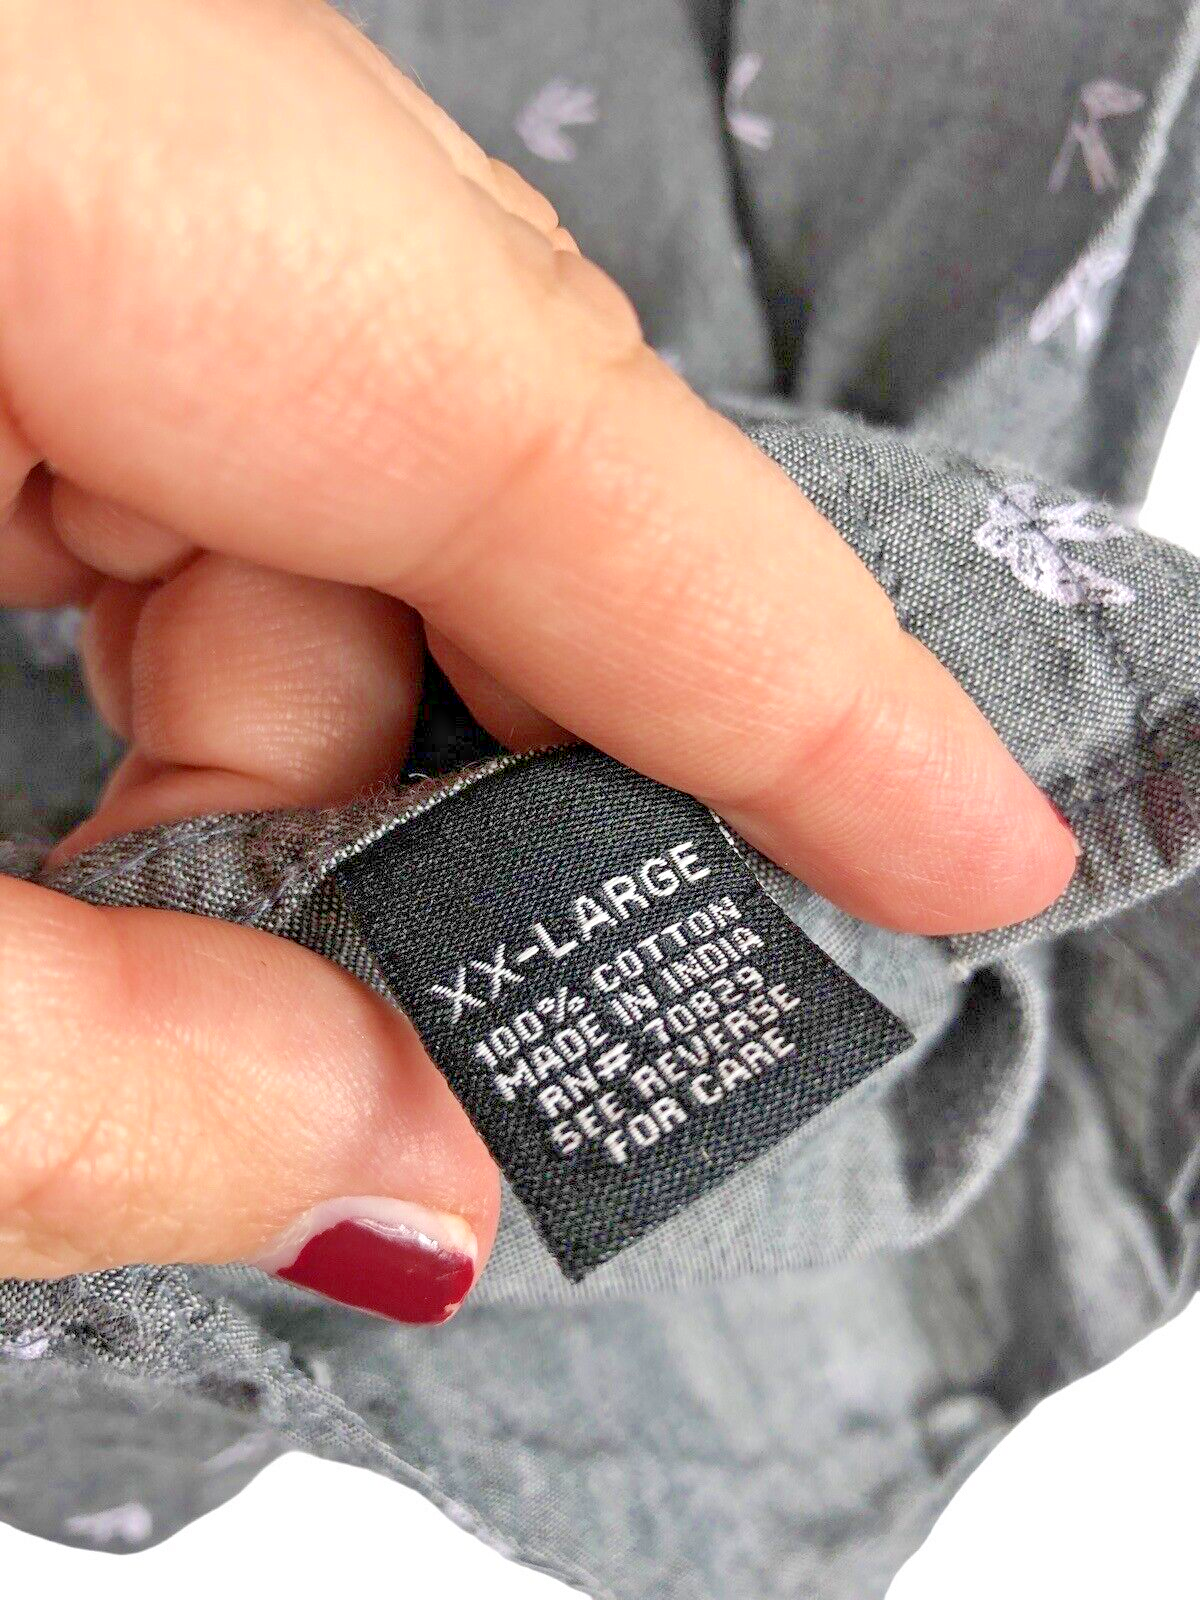 XX-LARGE
100% COTTON
MADE IN INDIA
RN# 70829
SEE REVERSE
FOR CARE